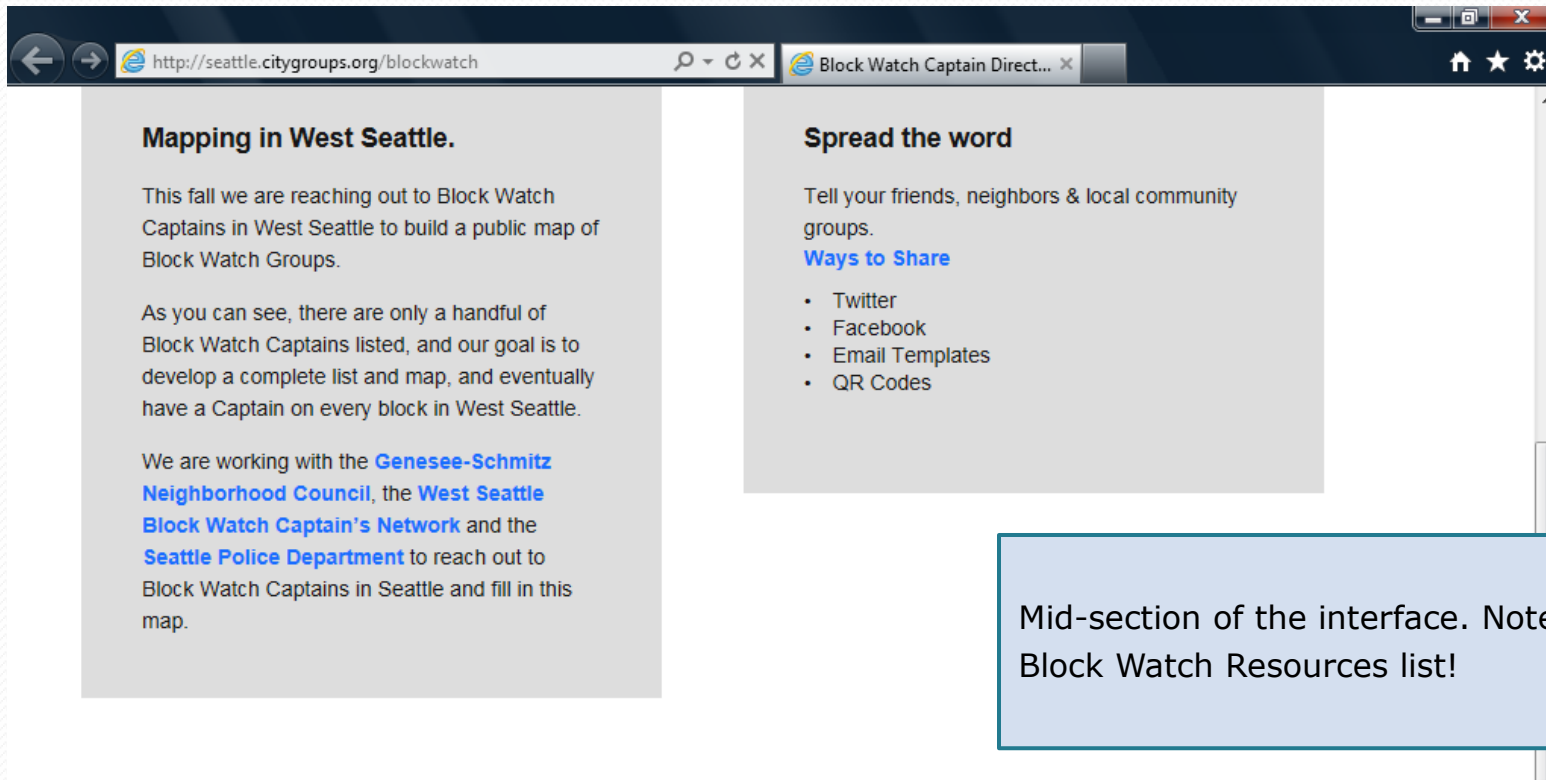 http://seattle.citygroups.org/blockwatch
Block Watch Captain Direct...
Mapping in West Seattle.
This fall we are reaching out to Block Watch
Captains in West Seattle to build a public map of
Block Watch Groups.
As you can see, there are only a handful of
Block Watch Captains listed, and our goal is to
develop a complete list and map, and eventually
have a Captain on every block in West Seattle.
We are working with the Genesee-Schmitz
Neighborhood Council, the West Seattle
Block Watch Captain's Network and the
Seattle Police Department to reach out to
Block Watch Captains in Seattle and fill in this
map.
Spread the word
Tell your friends, neighbors & local community
groups.
Ways to Share
• Twitter
• Facebook
• Email Templates
• QR Codes
Mid-section of the interface. Note
Block Watch Resources list!